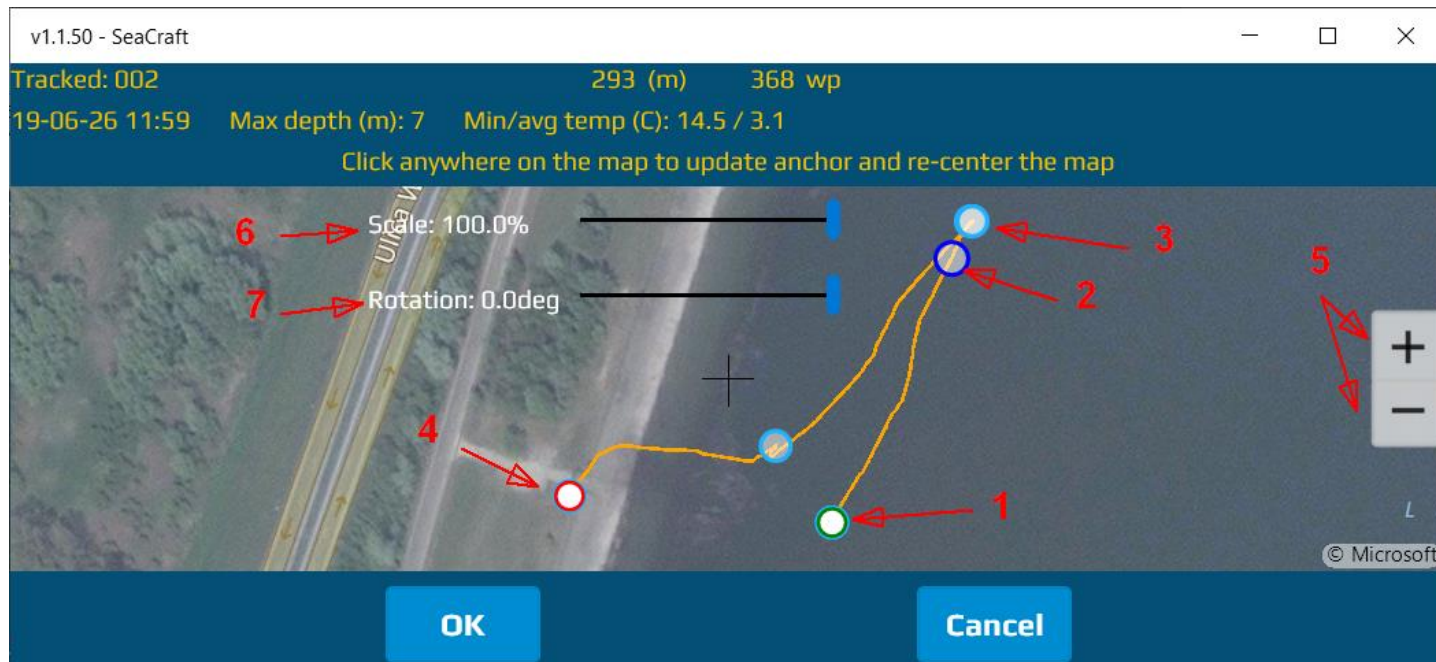 v1.1.50 - SeaCraft
Tracked: 002 293 (m) 368 wp
19-06-26 11:59 Max depth (m): 7 Min/avg temp (C): 14.5 / 3.1
Click anywhere on the map to update anchor and re-center the map
Ulica W
6 Scale: 100.0%
3
7 Rotation: 0.0deg
2
5
+
4
−
1
L
© Microsoft
OK Cancel